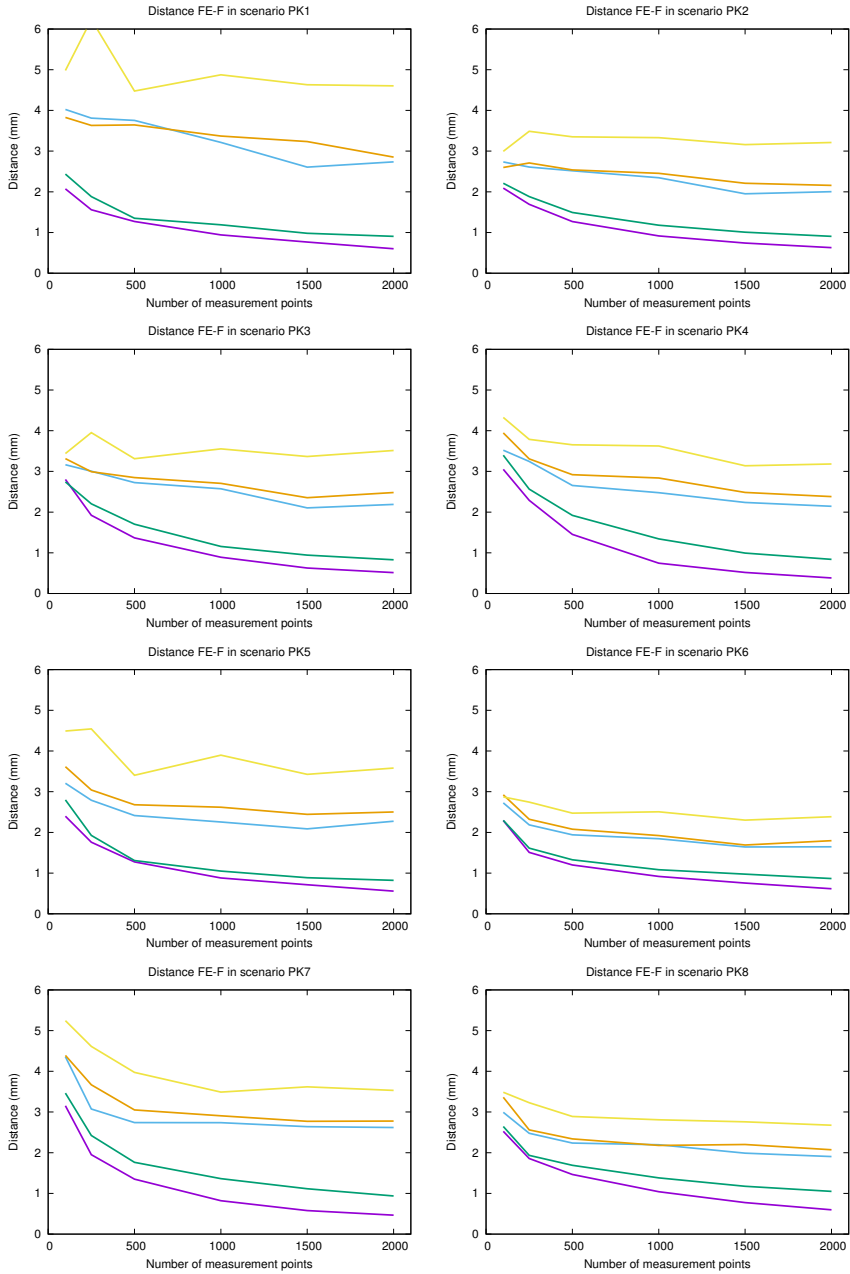 Distance FE-F in scenario PK1
6
5
4
3
2
1
0
Distance (mm)
0 500 1000 1500 2000
Number of measurement points
Distance FE-F in scenario PK2
6
5
4
3
2
1
0
Distance (mm)
0 500 1000 1500 2000
Number of measurement points
Distance FE-F in scenario PK3
6
5
4
3
2
1
0
Distance (mm)
0 500 1000 1500 2000
Number of measurement points
Distance FE-F in scenario PK4
6
5
4
3
2
1
0
Distance (mm)
0 500 1000 1500 2000
Number of measurement points
Distance FE-F in scenario PK5
6
5
4
3
2
1
0
Distance (mm)
0 500 1000 1500 2000
Number of measurement points
Distance FE-F in scenario PK6
6
5
4
3
2
1
0
Distance (mm)
0 500 1000 1500 2000
Number of measurement points
Distance FE-F in scenario PK7
6
5
4
3
2
1
0
Distance (mm)
0 500 1000 1500 2000
Number of measurement points
Distance FE-F in scenario PK8
6
5
4
3
2
1
0
Distance (mm)
0 500 1000 1500 2000
Number of measurement points